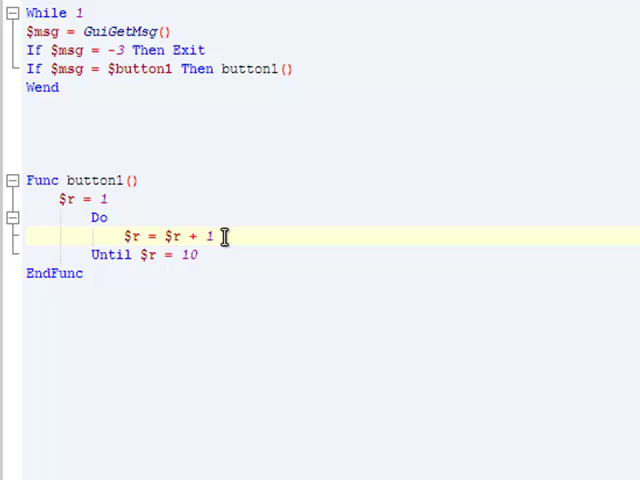 While 1
$msg = GuiGetMsg()
If $msg = -3 Then Exit
If $msg = $button1 Then button1()
Wend
Func button1()
$r = 1
Do
$r = $r + 1
Until $r = 10
EndFunc